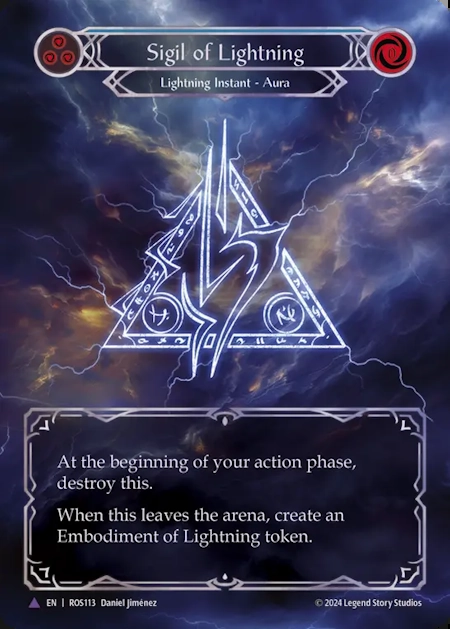 Sigil of Lightning
Lightning Instant - Aura
At the beginning of your action phase,
destroy this.
When this leaves the arena, create an
Embodiment of Lightning token.
EN | ROS113 Daniel Jiménez
© 2024 Legend Story Studios